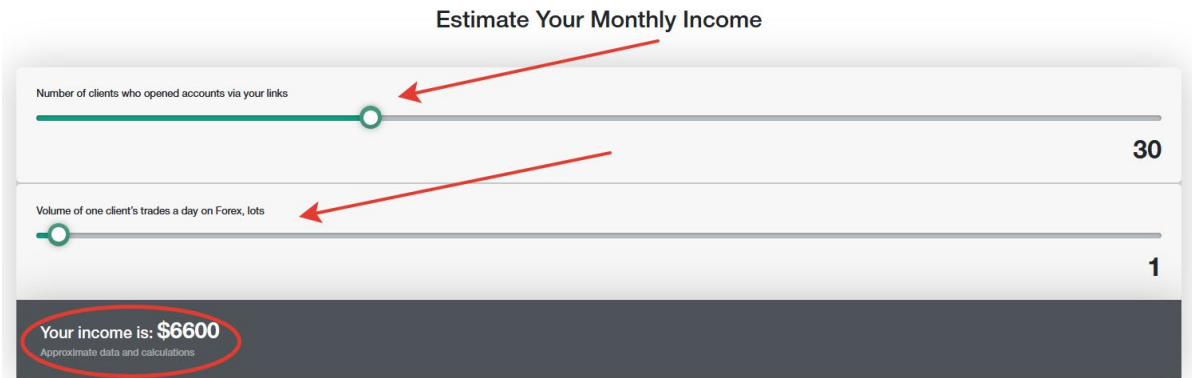 Estimate Your Monthly Income
Number of clients who opened accounts via your links
30
Volume of one client's trades a day on Forex, lots
1
Your income is: $6600
Approximate data and calculations